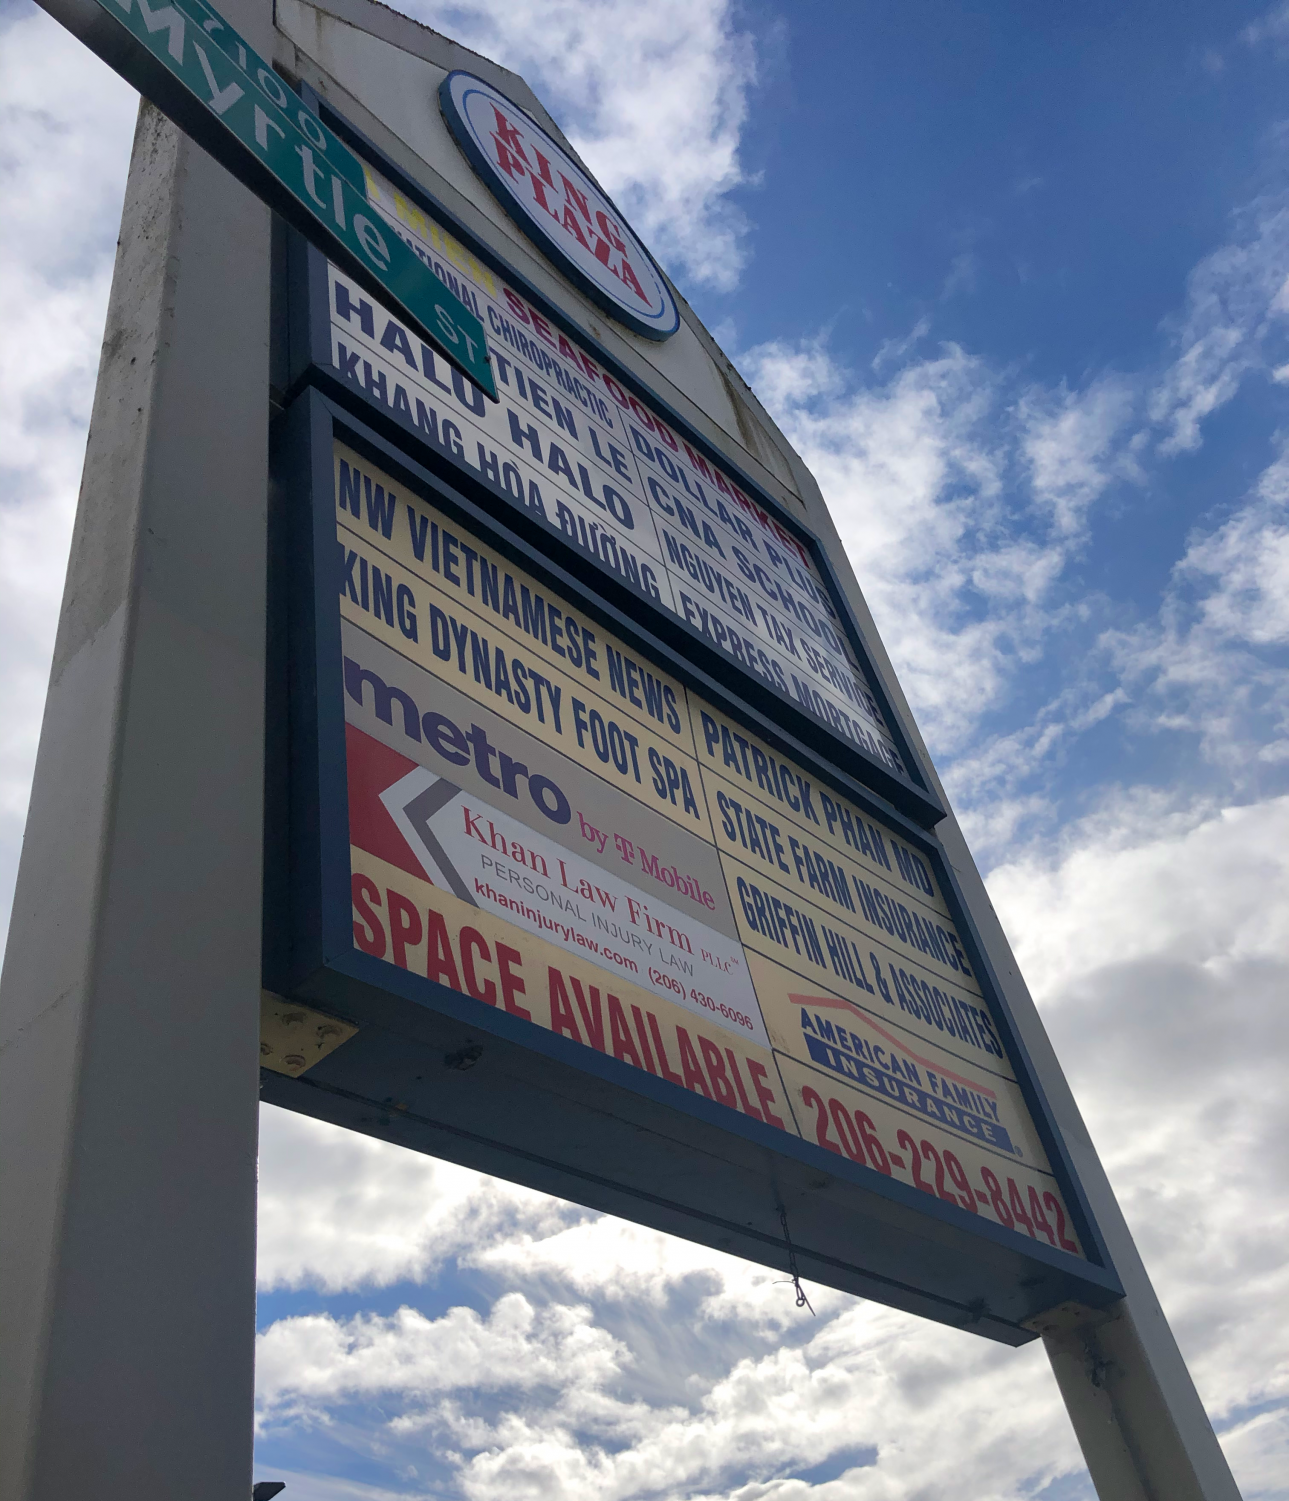 7100
Myrtle ST
KING
PLAZA
SEAFOOD MARKET
CHIROPRACTIC
DOLLAR PLUS
TIEN LE
CNA SCHOOL
HALO HALO
NGUYEN TAX SERVICE
KHANG HOA ĐƯỜNG
EXPRESS MORTGAGE
NW VIETNAMESE NEWS
PATRICK PHAN MD
KING DYNASTY FOOT SPA
STATE FARM INSURANCE
metro by T Mobile
GRIFFIN HILL & ASSOCIATES
Khan Law Firm PLLC
PERSONAL INJURY LAW
khaninjurylaw.com (206) 430-6096
AMERICAN FAMILY
INSURANCE
SPACE AVAILABLE
206-229-8442